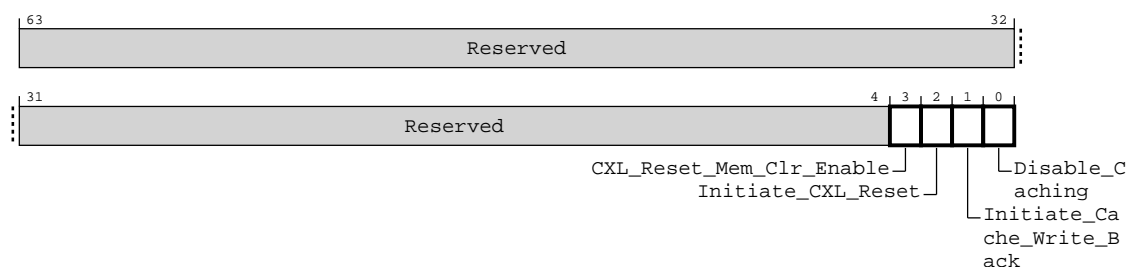 63 32
Reserved
31 4 3 2 1 0
Reserved
CXL_Reset_Mem_Clr_Enable Disable_C
Initiate_CXL_Reset aching
Initiate_Ca
che_Write_B
ack